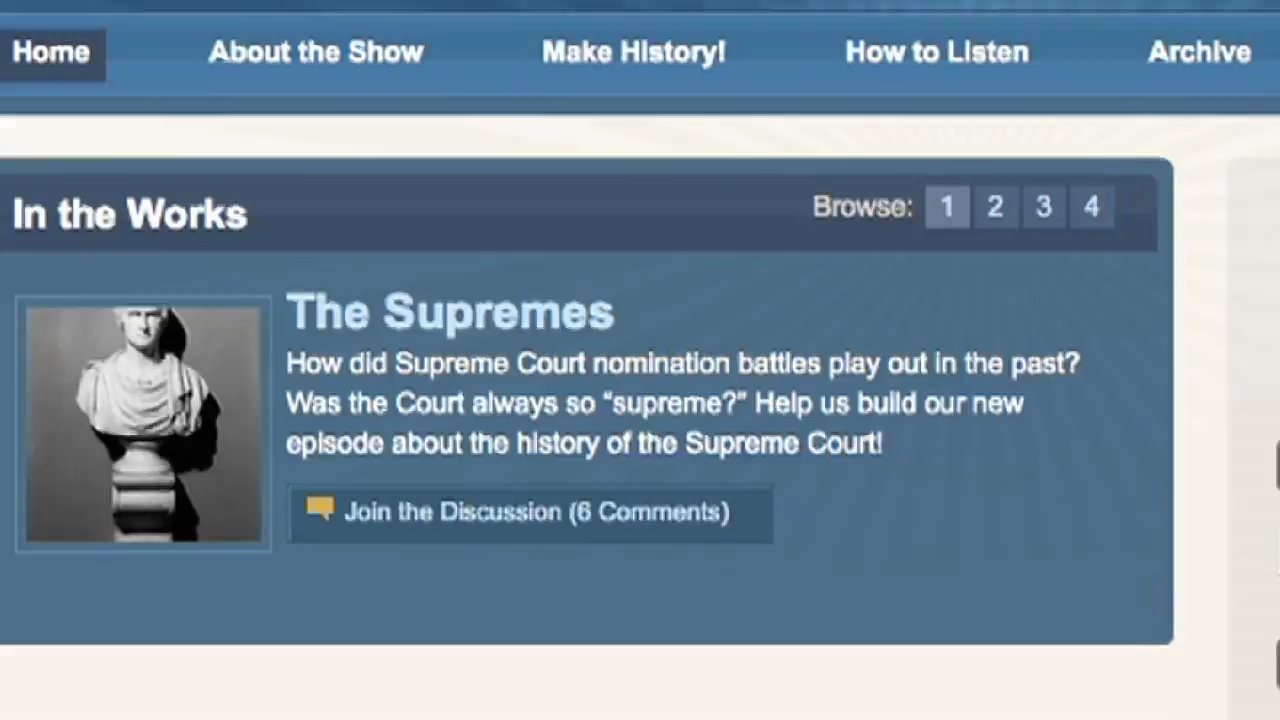 Home About the Show Make History! How to Listen Archive
In the Works
Browse: 1 2 3 4
The Supremes
How did Supreme Court nomination battles play out in the past?
Was the Court always so “supreme?” Help us build our new
episode about the history of the Supreme Court!
Join the Discussion (6 Comments)